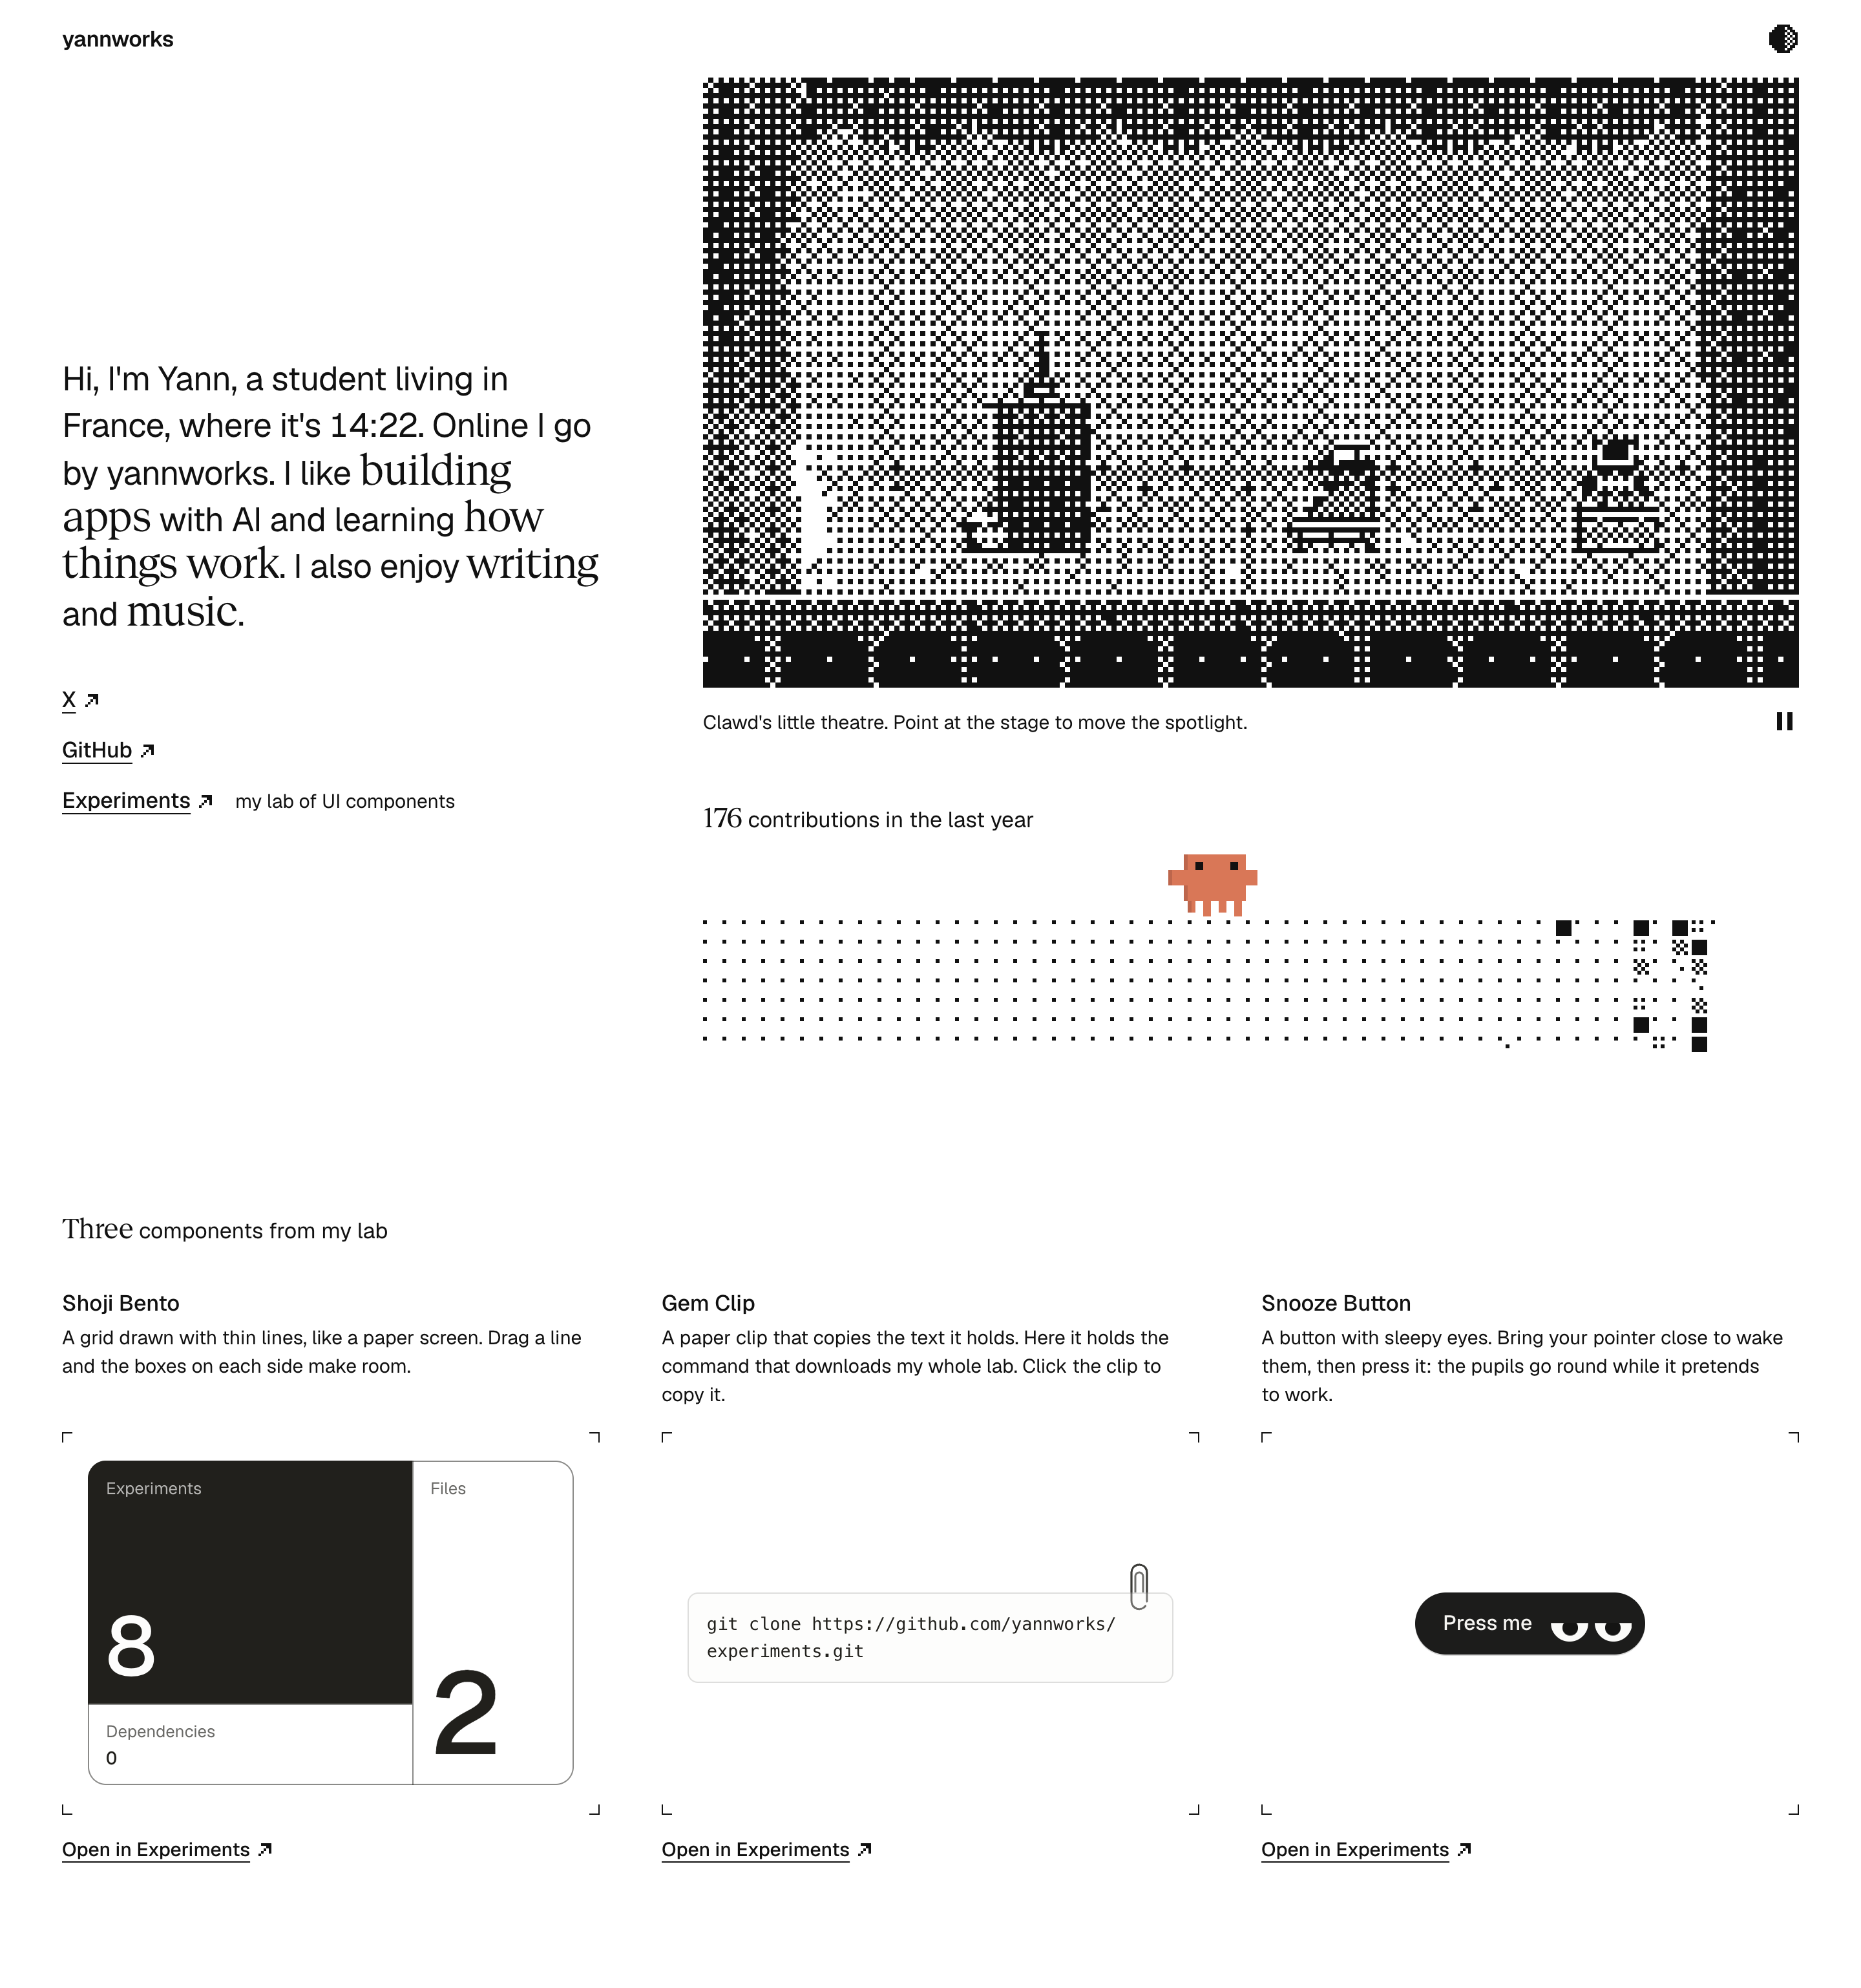 yannworks
Hi, I'm Yann, a student living in
France, where it's 14:22. Online I go
by yannworks. I like building
apps with AI and learning how
things work. I also enjoy writing
and music.
X
GitHub
Experiments my lab of UI components
Clawd's little theatre. Point at the stage to move the spotlight.
176 contributions in the last year
Three components from my lab
Shoji Bento
A grid drawn with thin lines, like a paper screen. Drag a line
and the boxes on each side make room.
Experiments
8
Files
2
Dependencies
0
Open in Experiments
Gem Clip
A paper clip that copies the text it holds. Here it holds the
command that downloads my whole lab. Click the clip to
copy it.
git clone https://github.com/yannworks/
experiments.git
Open in Experiments
Snooze Button
A button with sleepy eyes. Bring your pointer close to wake
them, then press it: the pupils go round while it pretends
to work.
Press me
Open in Experiments